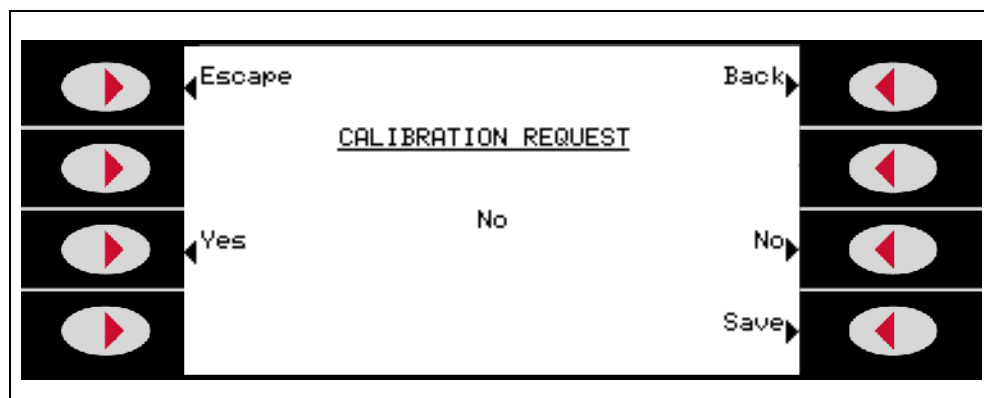 Escape Back
CALIBRATION REQUEST
No
Yes No
Save